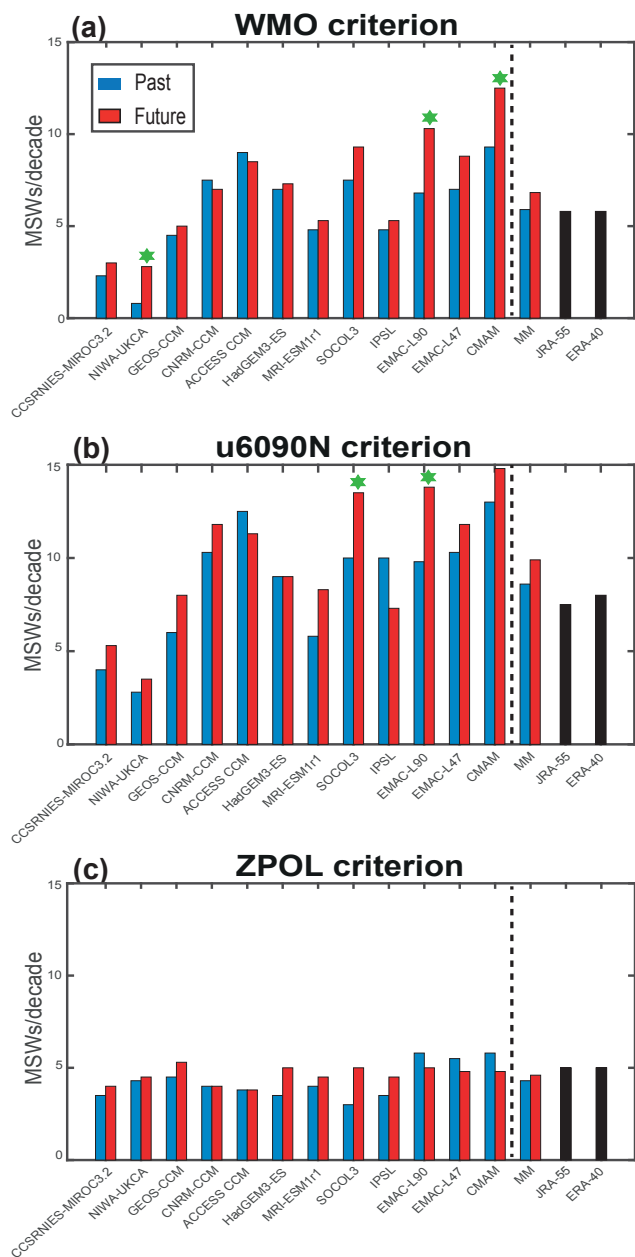 (a) WMO criterion
15
10
5
0
MSWs/decade
Past
Future
CCSRNIES-MIROC3.2
NIWA-UKCA
GEOS-CCM
CNRM-CCM
ACCESS CCM
HadGEM3-ES
MRI-ESM1r1
SOCOL3
IPSL
EMAC-L90
EMAC-L47
CMAM
MM
JRA-55
ERA-40
(b) u6090N criterion
15
10
5
0
MSWs/decade
CCSRNIES-MIROC3.2
NIWA-UKCA
GEOS-CCM
CNRM-CCM
ACCESS CCM
HadGEM3-ES
MRI-ESM1r1
SOCOL3
IPSL
EMAC-L90
EMAC-L47
CMAM
MM
JRA-55
ERA-40
(c) ZPOL criterion
15
10
5
0
MSWs/decade
CCSRNIES-MIROC3.2
NIWA-UKCA
GEOS-CCM
CNRM-CCM
ACCESS CCM
HadGEM3-ES
MRI-ESM1r1
SOCOL3
IPSL
EMAC-L90
EMAC-L47
CMAM
MM
JRA-55
ERA-40